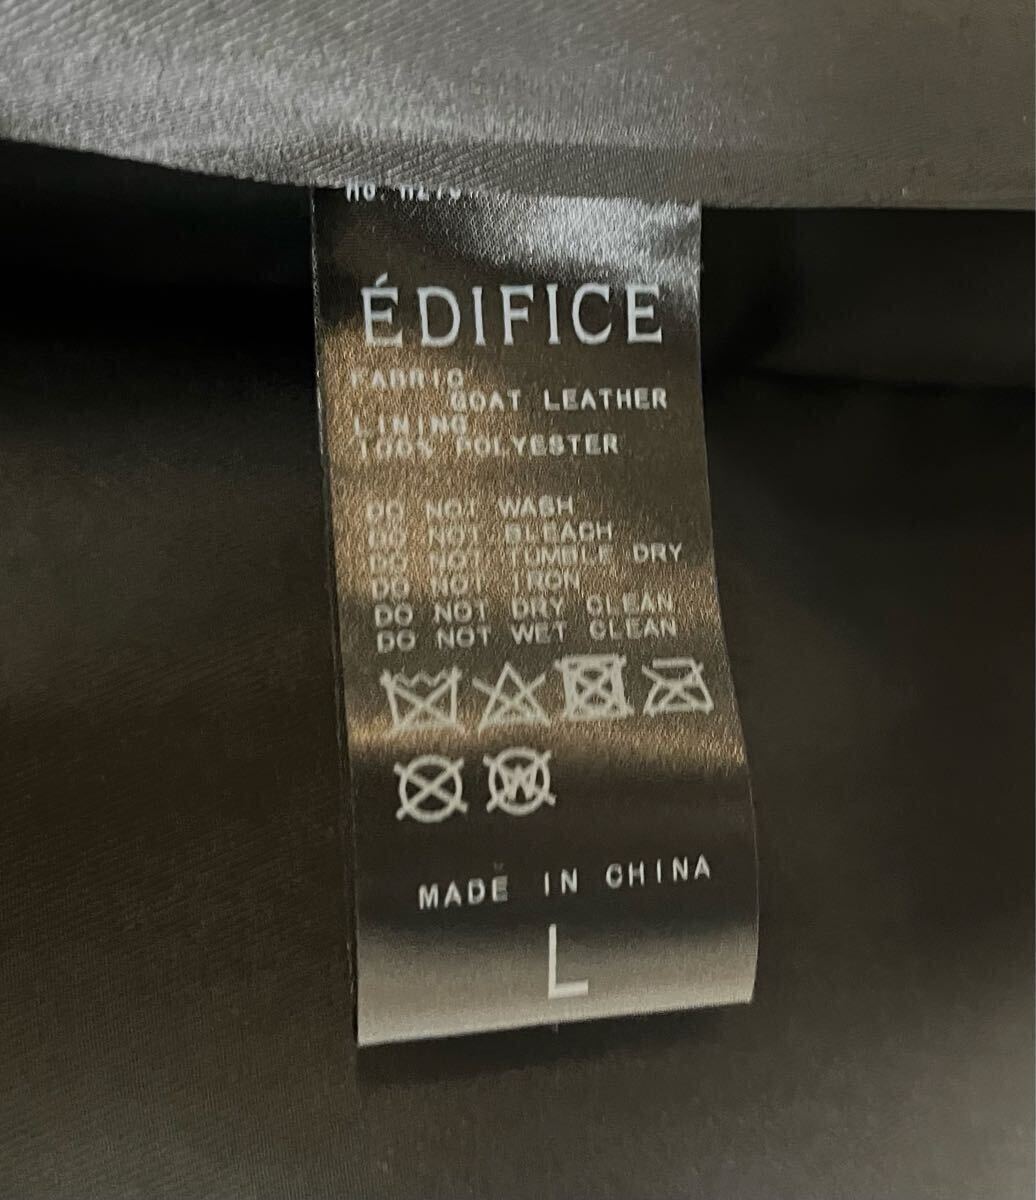 ÉDIFICE
FABRIC
GOAT LEATHER
LINING
100% POLYESTER
DO NOT WASH
DO NOT BLEACH
DO NOT TUMBLE DRY
DO NOT IRON
DO NOT DRY CLEAN
DO NOT WET CLEAN
W
MADE IN CHINA
L